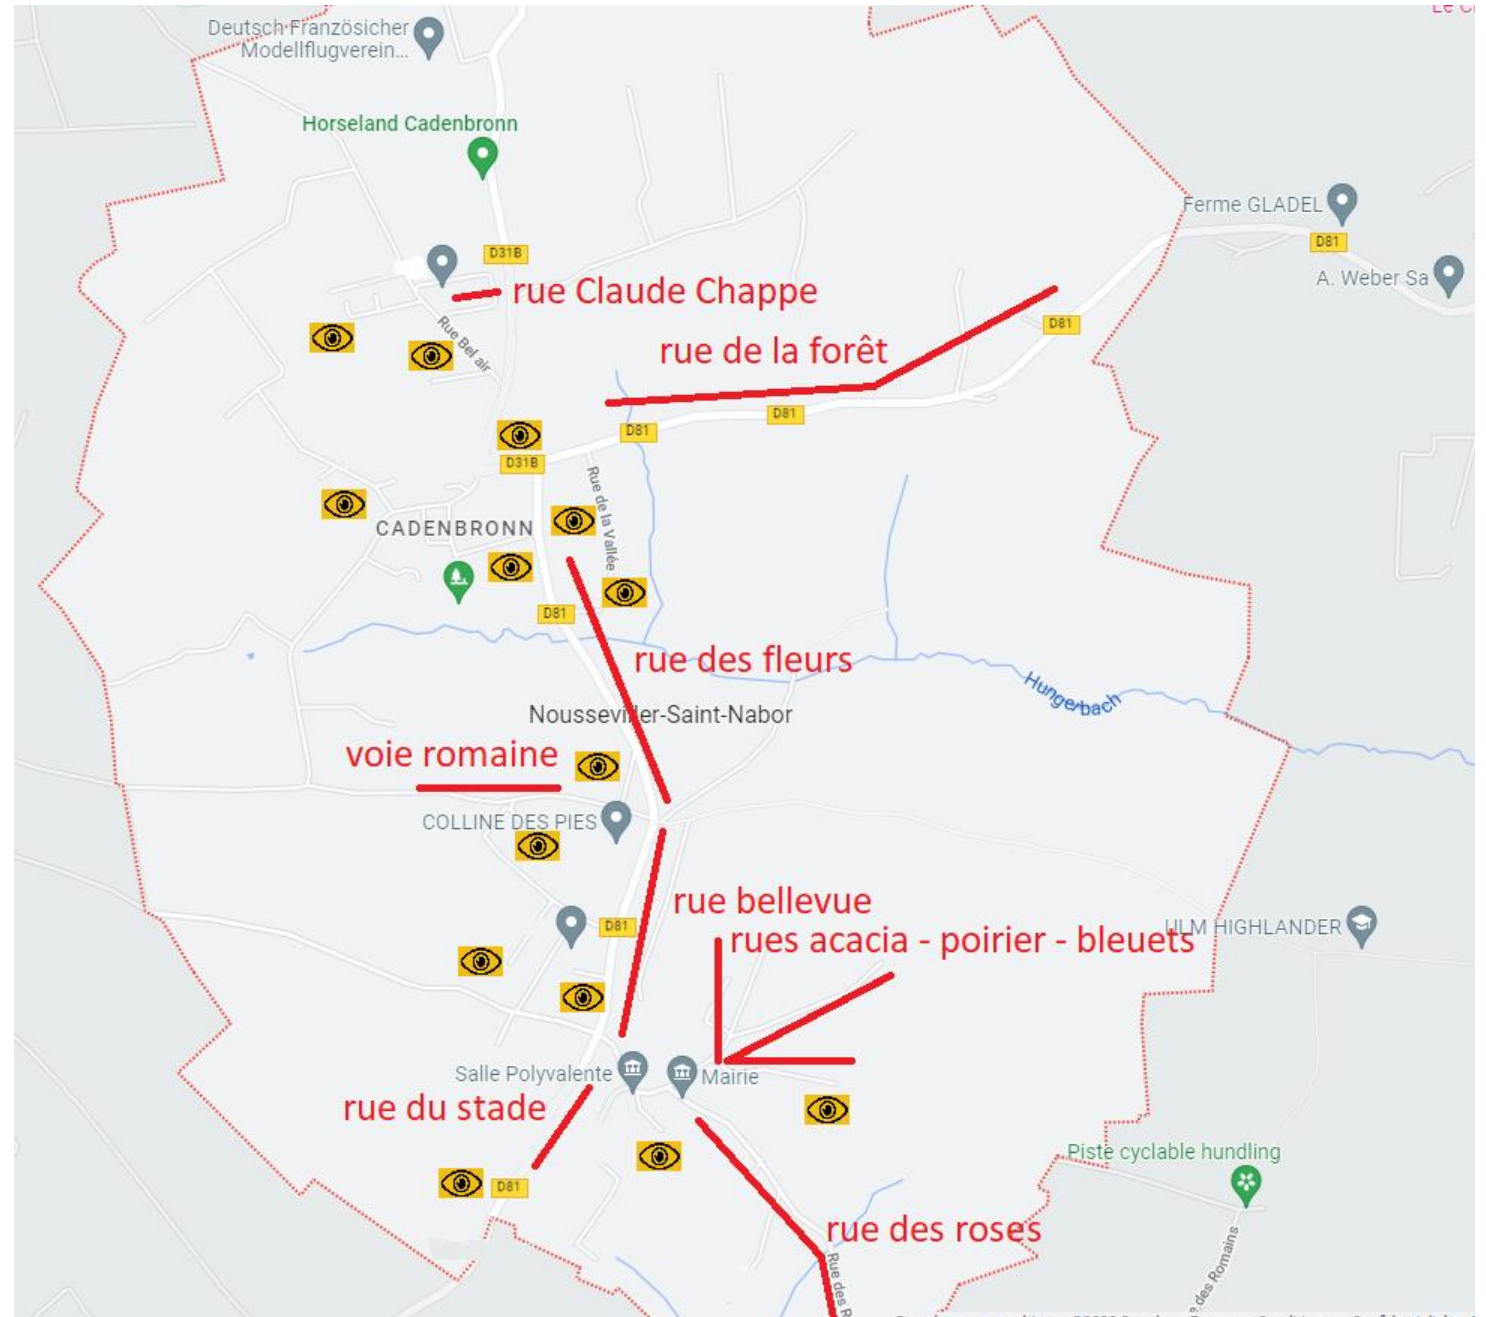 Le
Deutsch Französicher
Modellflugverein...
Horseland Cadenbronn
Ferme GLADEL
D81
D31B
A. Weber Sa
rue Claude Chappe
D81
Rue Bel air
rue de la forêt
D81
D81
D31B
Rue de la Vallée
CADENBRONN
D81
rue des fleurs
Hungerbach
Nousseviller-Saint-Nabor
voie romaine
COLLINE DES PIES
rue bellevue
D81
ULM HIGHLANDER
rues acacia - poirier - bleuets
Salle Polyvalente
Mairie
rue du stade
Piste cyclable hundling
D81
rue des roses
Rue des
des Romains